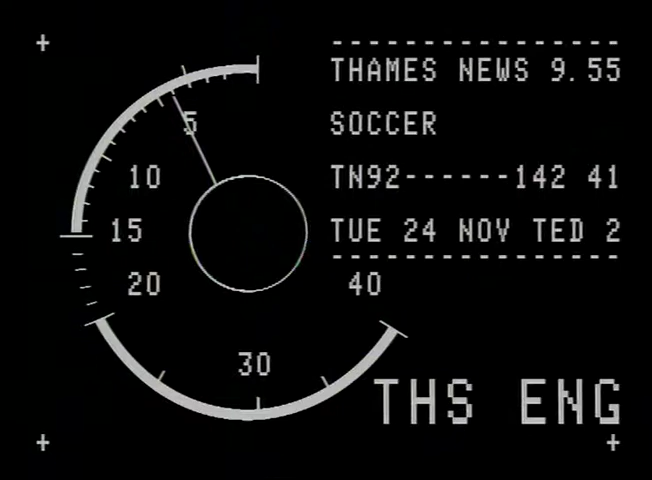 THAMES NEWS 9.55
SOCCER
TN92------142 41
TUE 24 NOV TED 2
5
10
15
20
30
40
THS ENG